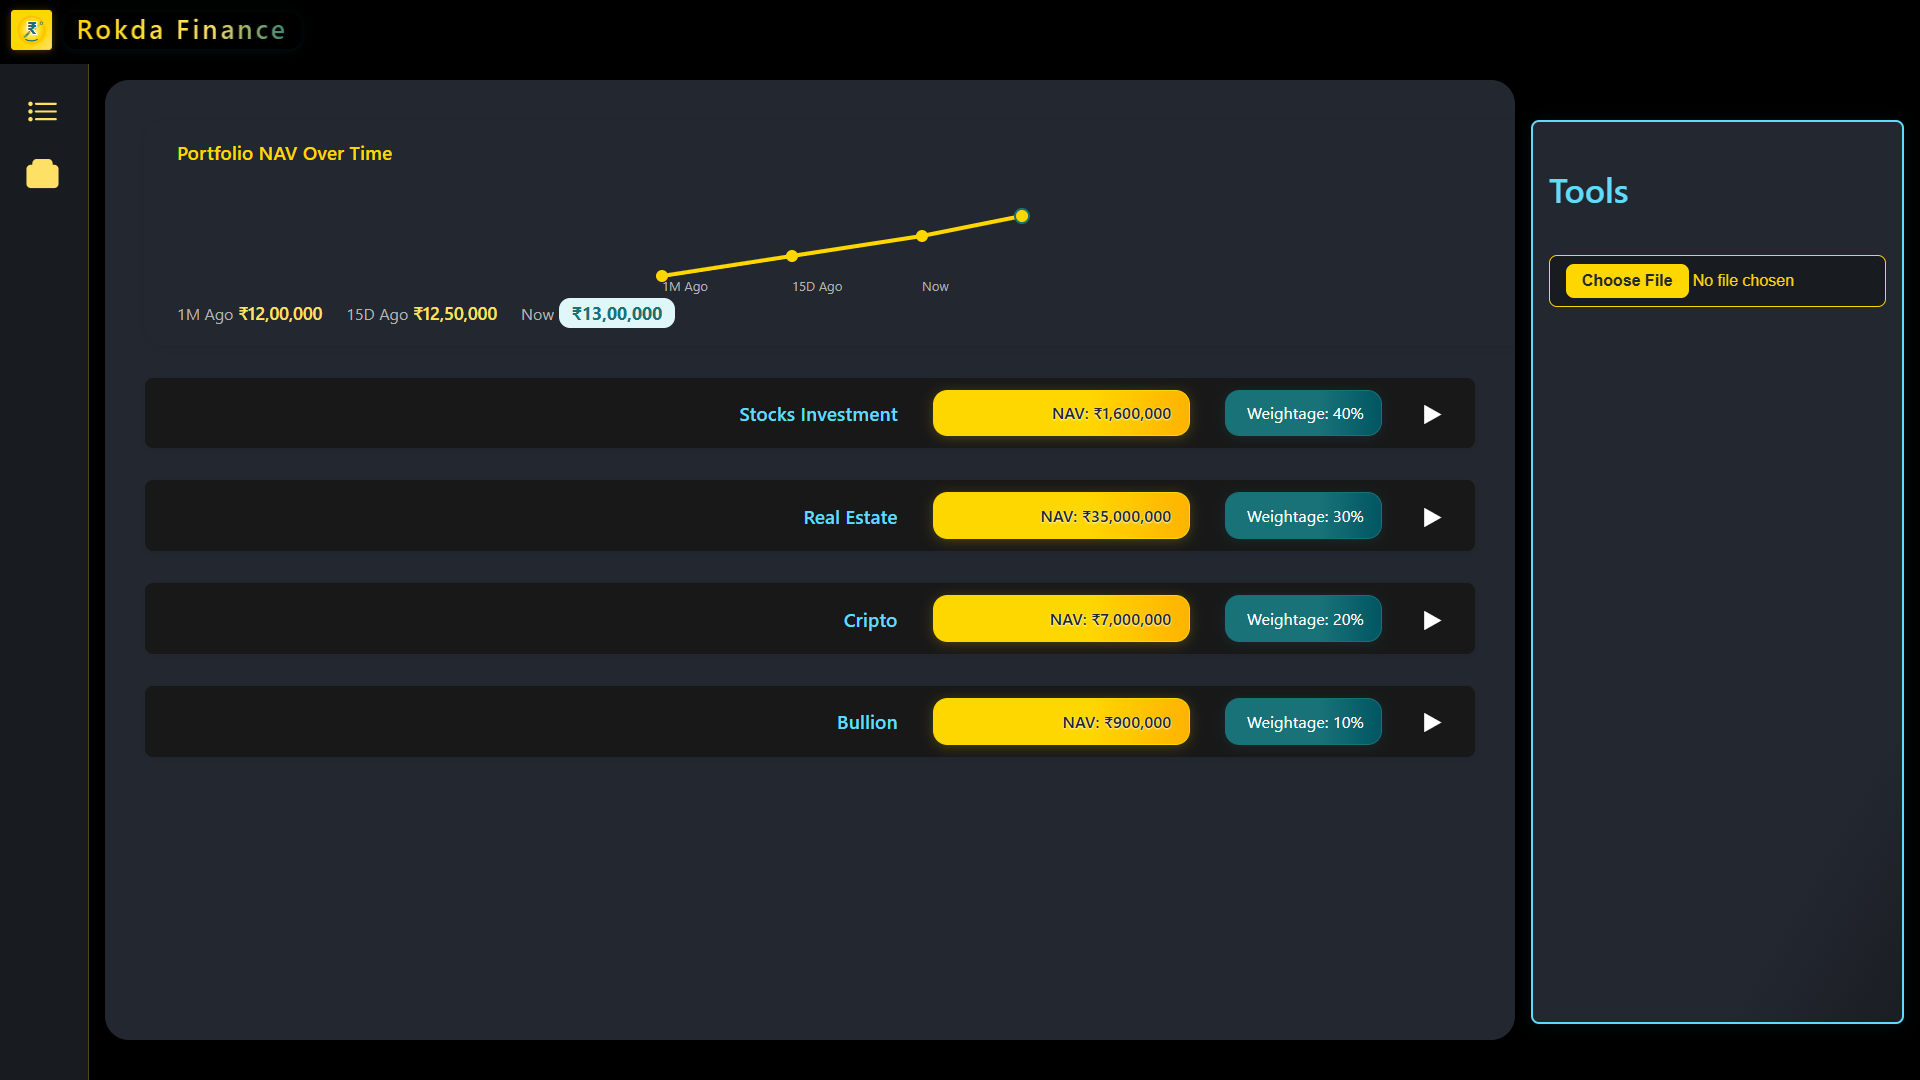 Rokda Finance
Portfolio NAV Over Time
1M Ago 15D Ago Now
1M Ago ₹12,00,000 15D Ago ₹12,50,000 Now ₹13,00,000
Stocks Investment NAV: ₹1,600,000 Weightage: 40%
Real Estate NAV: ₹35,000,000 Weightage: 30%
Cripto NAV: ₹7,000,000 Weightage: 20%
Bullion NAV: ₹900,000 Weightage: 10%
Tools
Choose File No file chosen